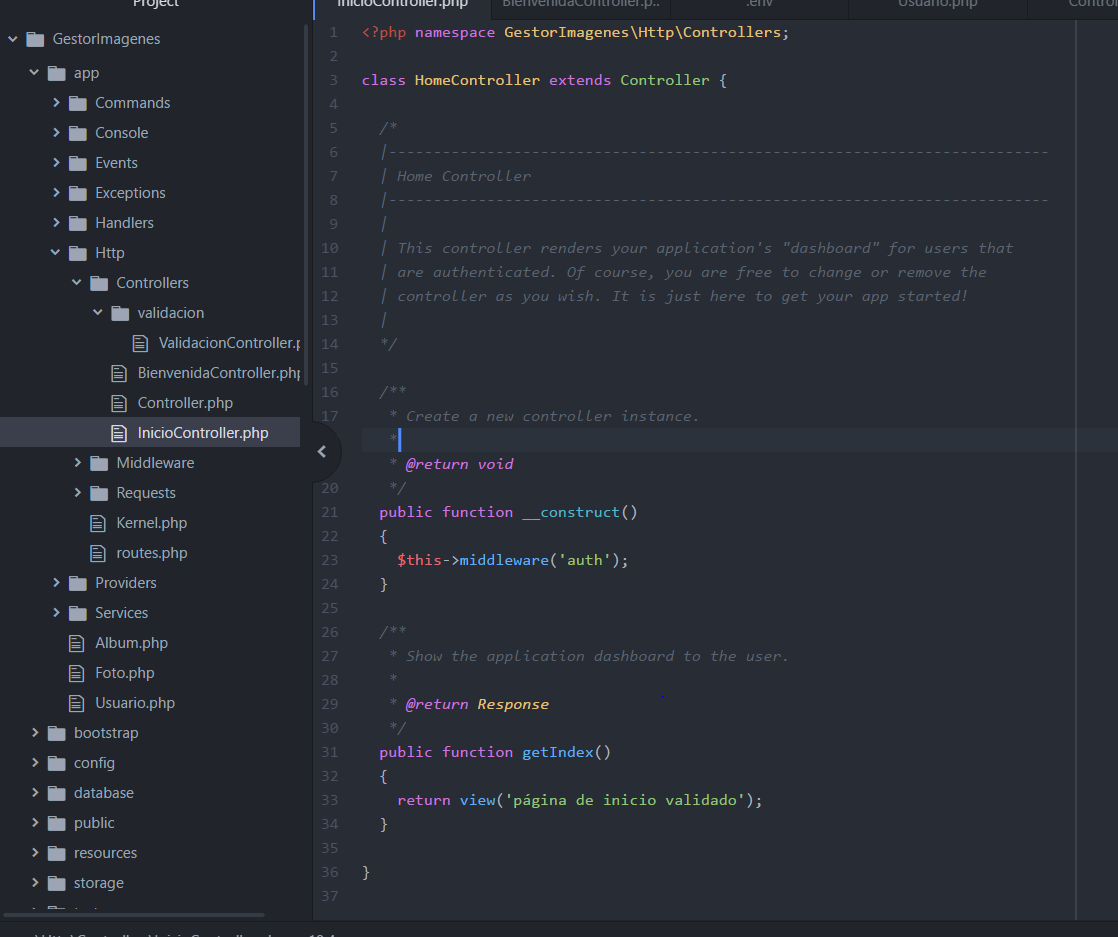 Project
GestorImagenes
app
Commands
Console
Events
Exceptions
Handlers
Http
Controllers
validacion
ValidacionController.p
BienvenidaController.php
Controller.php
InicioController.php
Middleware
Requests
Kernel.php
routes.php
Providers
Services
Album.php
Foto.php
Usuario.php
bootstrap
config
database
public
resources
storage
InicioController.php
BienvenidaController.p..
.env
Usuario.php
Control
1 <?php namespace GestorImagenes\Http\Controllers;
2
3 class HomeController extends Controller {
4
5 /*
6 |--------------------------------------------------------------------------
7 | Home Controller
8 |--------------------------------------------------------------------------
9 |
10 | This controller renders your application's "dashboard" for users that
11 | are authenticated. Of course, you are free to change or remove the
12 | controller as you wish. It is just here to get your app started!
13 |
14 */
15
16 /**
17 * Create a new controller instance.
*
* @return void
20 */
21 public function __construct()
22 {
23 $this->middleware('auth');
24 }
25
26 /**
27 * Show the application dashboard to the user.
28 *
29 * @return Response
30 */
31 public function getIndex()
32 {
33 return view('página de inicio validado');
34 }
35
36 }
37